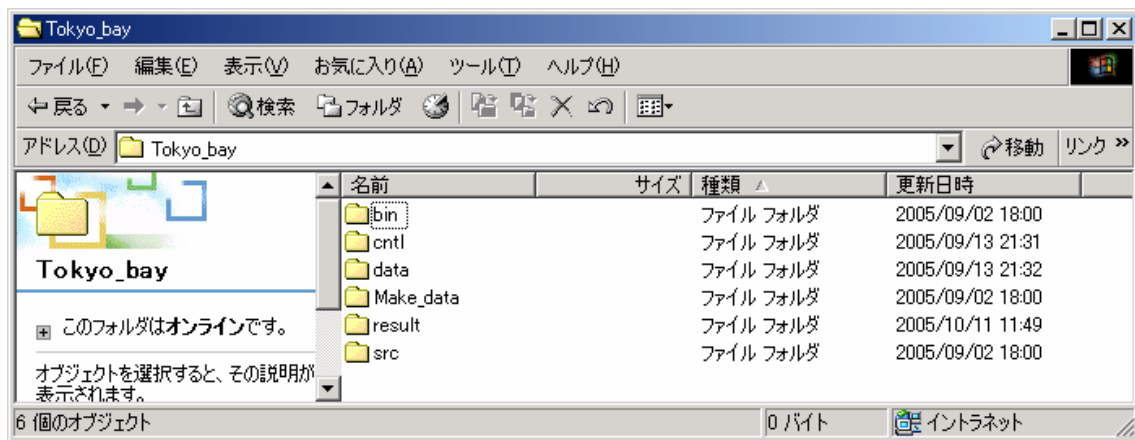 Tokyo_bay
ファイル(F) 編集(E) 表示(V) お気に入り(A) ツール(T) ヘルプ(H)
戻る 検索 フォルダ
アドレス(D) Tokyo_bay 移動 リンク »
名前 サイズ 種類 更新日時
bin ファイル フォルダ 2005/09/02 18:00
cntl ファイル フォルダ 2005/09/13 21:31
data ファイル フォルダ 2005/09/13 21:32
Make_data ファイル フォルダ 2005/09/02 18:00
result ファイル フォルダ 2005/10/11 11:49
src ファイル フォルダ 2005/09/02 18:00
Tokyo_bay
このフォルダはオンラインです。
オブジェクトを選択すると、その説明が
表示されます。
6 個のオブジェクト 0 バイト イントラネット